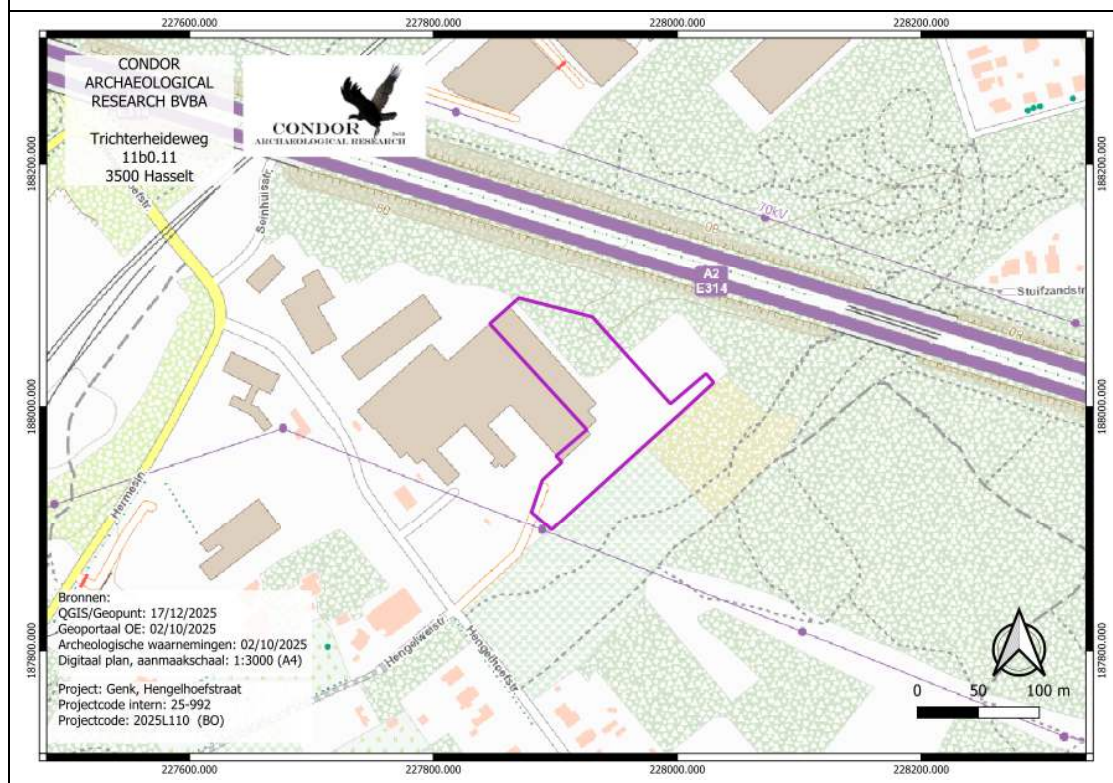 227600.000 227800.000 228000.000 228200.000
CONDOR
ARCHAEOLOGICAL
RESEARCH BVBA
Trichterheideweg
11b0.11
3500 Hasselt
CONDOR
ARCHAEOLOGICAL RESEARCH
188200.000
188200.000
Seinhuisstr.
70kV
80
80
A2
E314
Stuifzandstr
80
188000.000
188000.000
Hermesin
Bronnen:
QGIS/Geopunt: 17/12/2025
Geoportaal OE: 02/10/2025
Archeologische waarnemingen: 02/10/2025
Digitaal plan, aanmaakschaal: 1:3000 (A4)
Project: Genk, Hengelhoefstraat
Projectcode intern: 25-992
Projectcode: 2025L110 (BO)
Hengelweistr.
Hengelhoefstr.
187800.000
187800.000
0 50 100 m
227600.000 227800.000 228000.000 228200.000